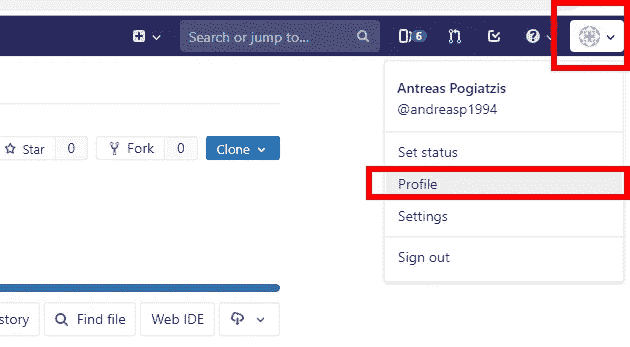 Search or jump to...
6
Antreas Pogiatzis
@andreasp1994
Set status
Profile
Settings
Sign out
Star 0 Fork 0 Clone
story Find file Web IDE